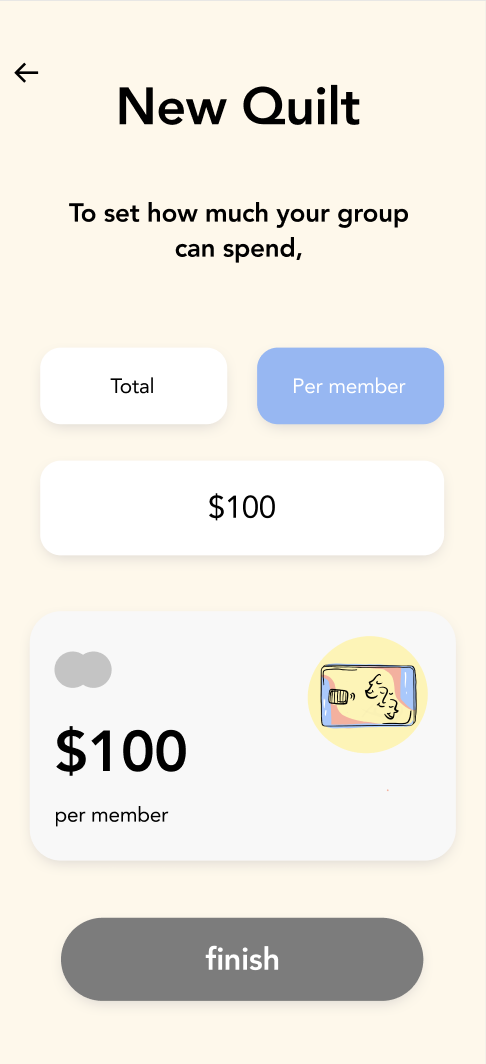 New Quilt
To set how much your group
can spend,
Total
Per member
$100
$100
per member
finish